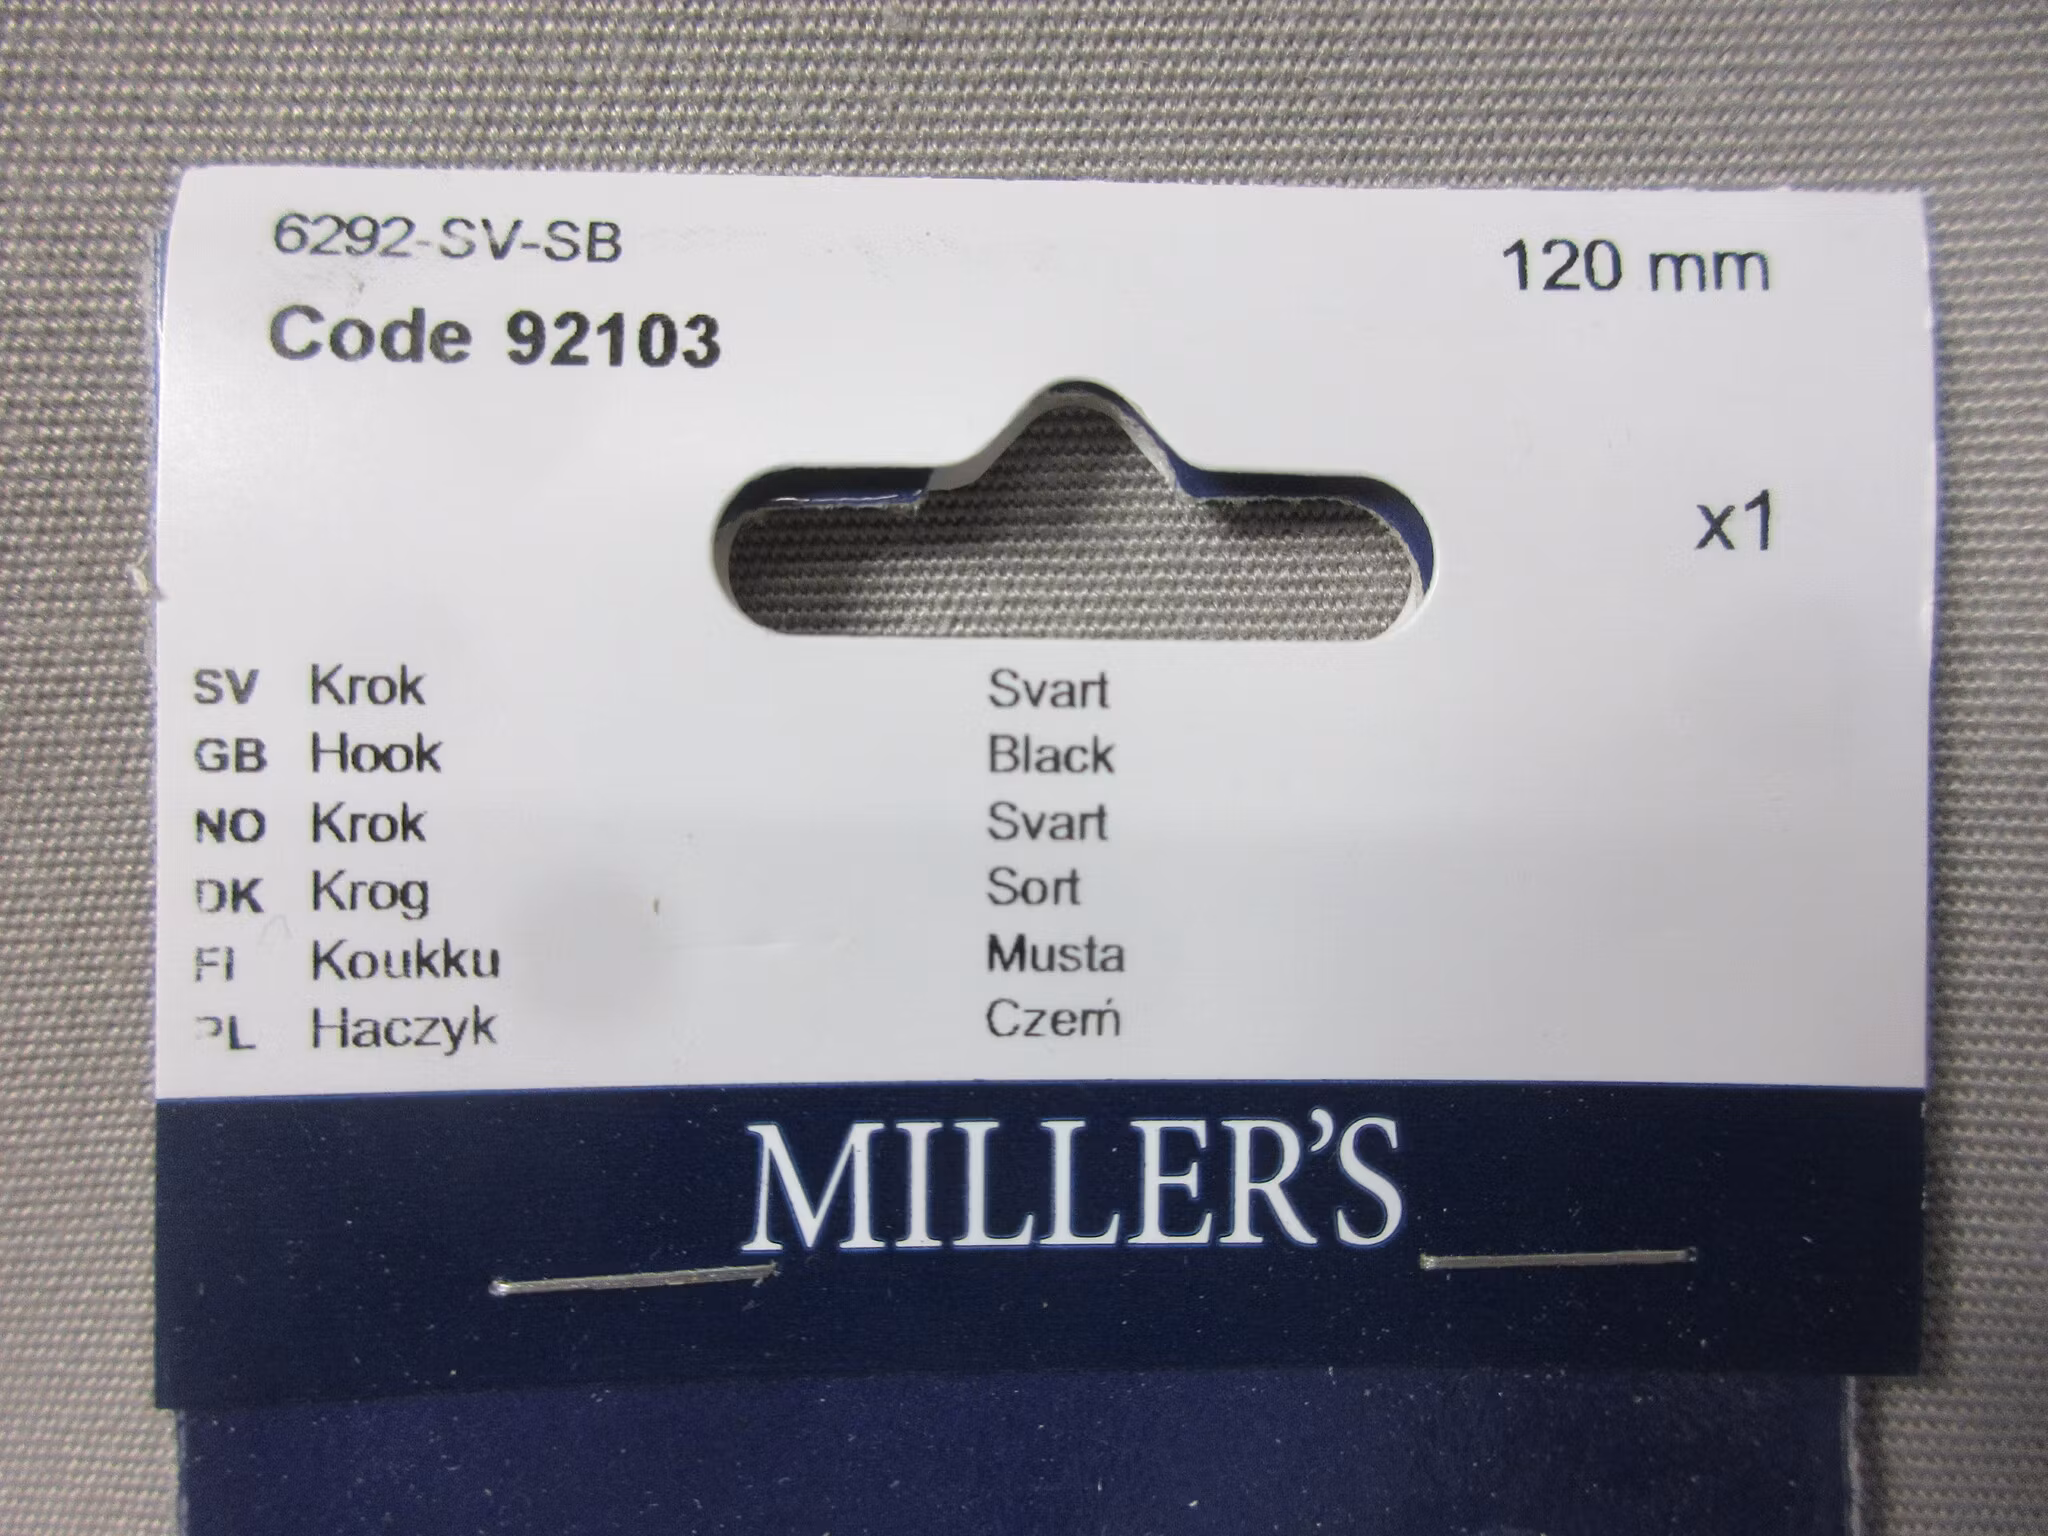 6292-SV-SB 120 mm
Code 92103
x1
SV Krok Svart
GB Hook Black
NO Krok Svart
DK Krog Sort
FI Koukku Musta
PL Haczyk Czerń
MILLER'S